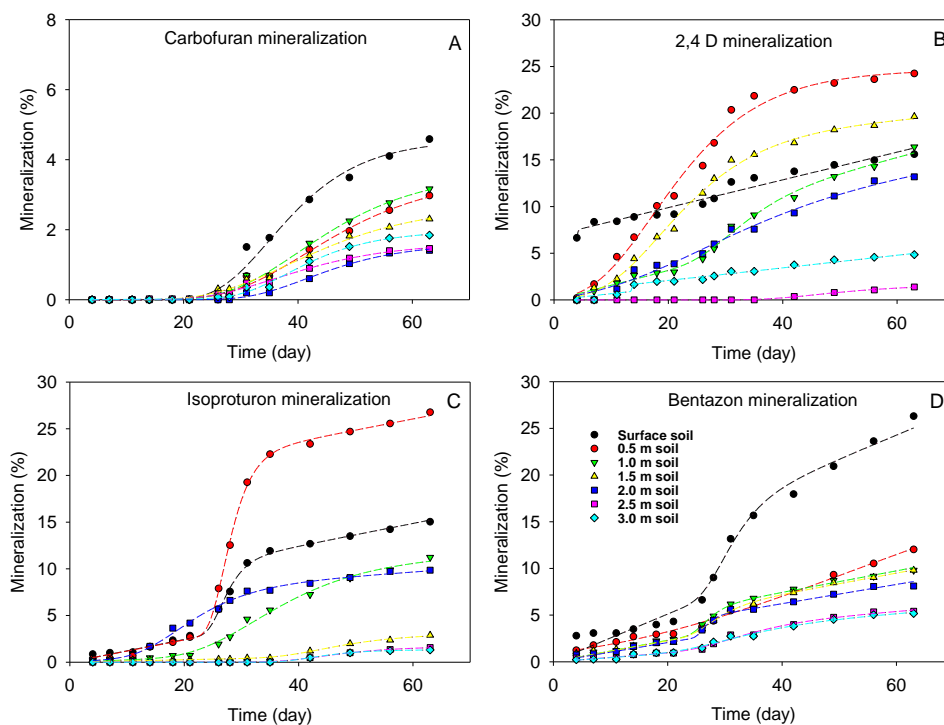 Carbofuran mineralization
A
Mineralization (%)
8
6
4
2
0
0 20 40 60
Time (day)
2,4 D mineralization
B
Mineralization (%)
30
25
20
15
10
5
0
0 20 40 60
Time (day)
Isoproturon mineralization
C
Mineralization (%)
30
25
20
15
10
5
0
0 20 40 60
Time (day)
Bentazon mineralization
D
Surface soil
0.5 m soil
1.0 m soil
1.5 m soil
2.0 m soil
2.5 m soil
3.0 m soil
Mineralization (%)
30
25
20
15
10
5
0
0 20 40 60
Time (day)